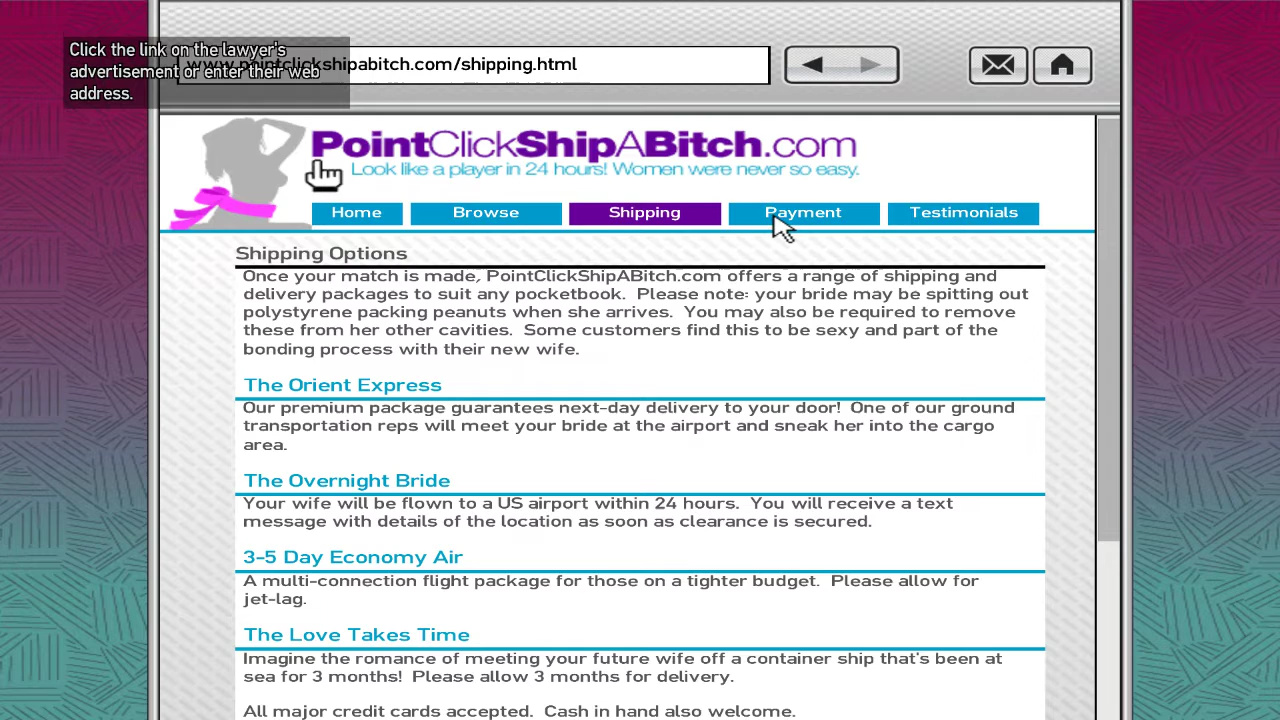 Click the link on the lawyer's
advertisement or enter their web
address.
www.pointclickshipabitch.com/shipping.html
PointClickShipABitch.com
Look like a player in 24 hours! Women were never so easy.
Home Browse Shipping Payment Testimonials
Shipping Options
Once your match is made, PointClickShipABitch.com offers a range of shipping and
delivery packages to suit any pocketbook. Please note: your bride may be spitting out
polystyrene packing peanuts when she arrives. You may also be required to remove
these from her other cavities. Some customers find this to be sexy and part of the
bonding process with their new wife.
The Orient Express
Our premium package guarantees next-day delivery to your door! One of our ground
transportation reps will meet your bride at the airport and sneak her into the cargo
area.
The Overnight Bride
Your wife will be flown to a US airport within 24 hours. You will receive a text
message with details of the location as soon as clearance is secured.
3-5 Day Economy Air
A multi-connection flight package for those on a tighter budget. Please allow for
jet-lag.
The Love Takes Time
Imagine the romance of meeting your future wife off a container ship that's been at
sea for 3 months! Please allow 3 months for delivery.
All major credit cards accepted. Cash in hand also welcome.